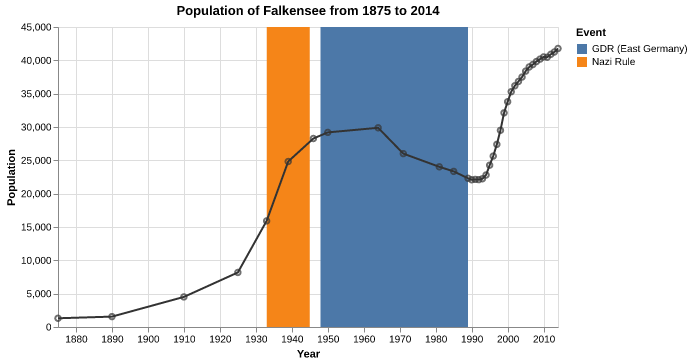 Population of Falkensee from 1875 to 2014
45,000
40,000
35,000
30,000
25,000
20,000
15,000
10,000
5,000
0
Population
1880 1890 1900 1910 1920 1930 1940 1950 1960 1970 1980 1990 2000 2010
Year
Event
GDR (East Germany)
Nazi Rule